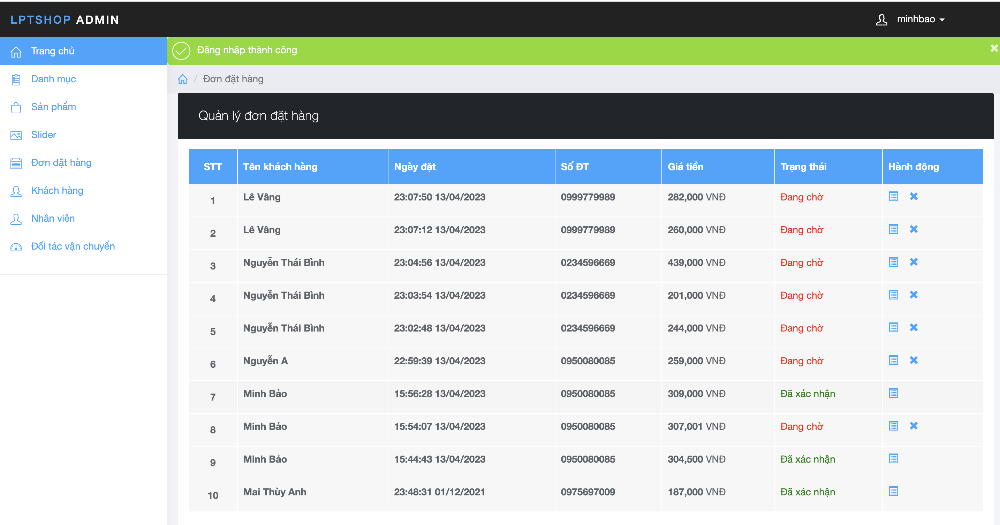 LPTSHOP ADMIN
minhbao
Trang chủ
Danh mục
Sản phẩm
Slider
Đơn đặt hàng
Khách hàng
Nhân viên
Đối tác vận chuyển
Đăng nhập thành công
/ Đơn đặt hàng
Quản lý đơn đặt hàng
STT Tên khách hàng Ngày đặt Số ĐT Giá tiền Trạng thái Hành động
1 Lê Vâng 23:07:50 13/04/2023 0999779989 282,000 VNĐ Đang chờ
2 Lê Vâng 23:07:12 13/04/2023 0999779989 260,000 VNĐ Đang chờ
3 Nguyễn Thái Bình 23:04:56 13/04/2023 0234596669 439,000 VNĐ Đang chờ
4 Nguyễn Thái Bình 23:03:54 13/04/2023 0234596669 201,000 VNĐ Đang chờ
5 Nguyễn Thái Bình 23:02:48 13/04/2023 0234596669 244,000 VNĐ Đang chờ
6 Nguyễn A 22:59:39 13/04/2023 0950080085 259,000 VNĐ Đang chờ
7 Minh Bảo 15:56:28 13/04/2023 0950080085 309,000 VNĐ Đã xác nhận
8 Minh Bảo 15:54:07 13/04/2023 0950080085 307,001 VNĐ Đang chờ
9 Minh Bảo 15:44:43 13/04/2023 0950080085 304,500 VNĐ Đã xác nhận
10 Mai Thùy Anh 23:48:31 01/12/2021 0975697009 187,000 VNĐ Đã xác nhận